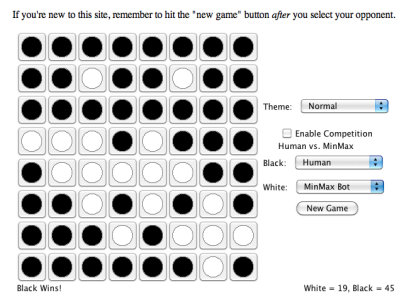 If you're new to this site, remember to hit the "new game" button after you select your opponent.
Theme: Normal
Enable Competition
Human vs. MinMax
Black: Human
White: MinMax Bot
New Game
Black Wins! White = 19, Black = 45